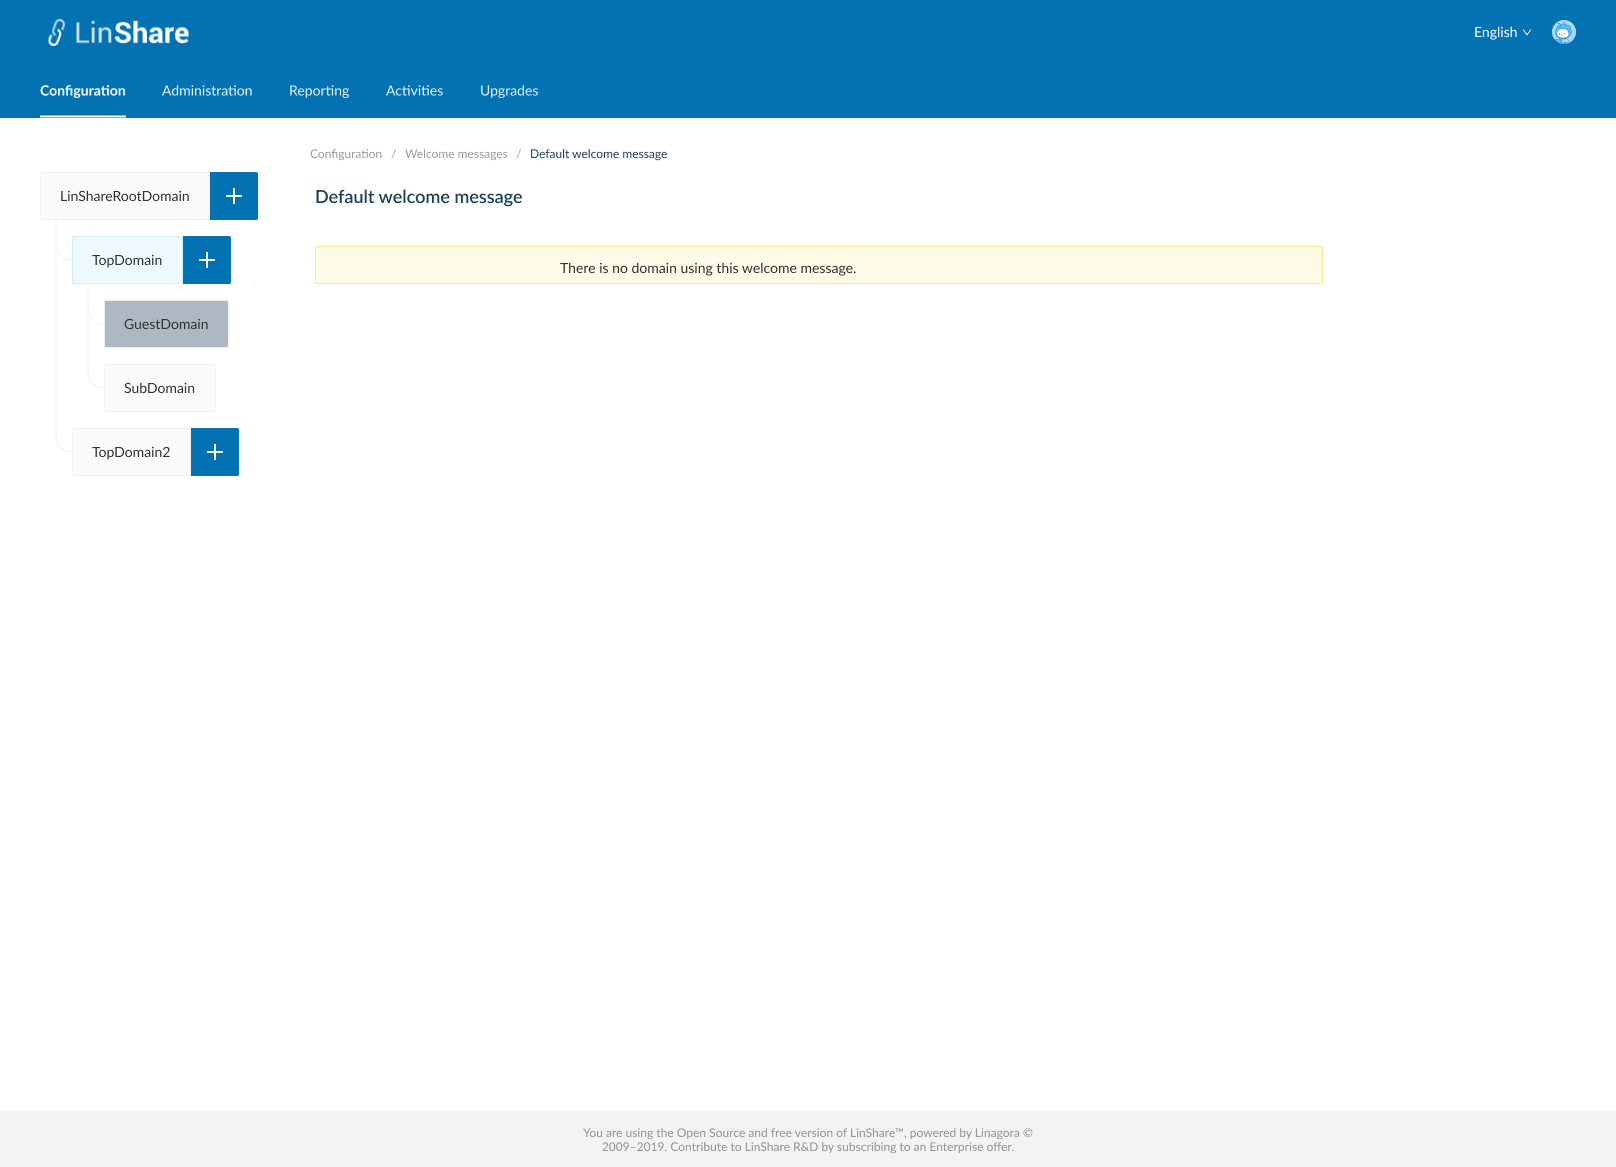 LinShare
English
Configuration Administration Reporting Activities Upgrades
Configuration / Welcome messages / Default welcome message
LinShareRootDomain
TopDomain
GuestDomain
SubDomain
TopDomain2
Default welcome message
There is no domain using this welcome message.
You are using the Open Source and free version of LinShare™, powered by Linagora ©
2009–2019. Contribute to LinShare R&D by subscribing to an Enterprise offer.